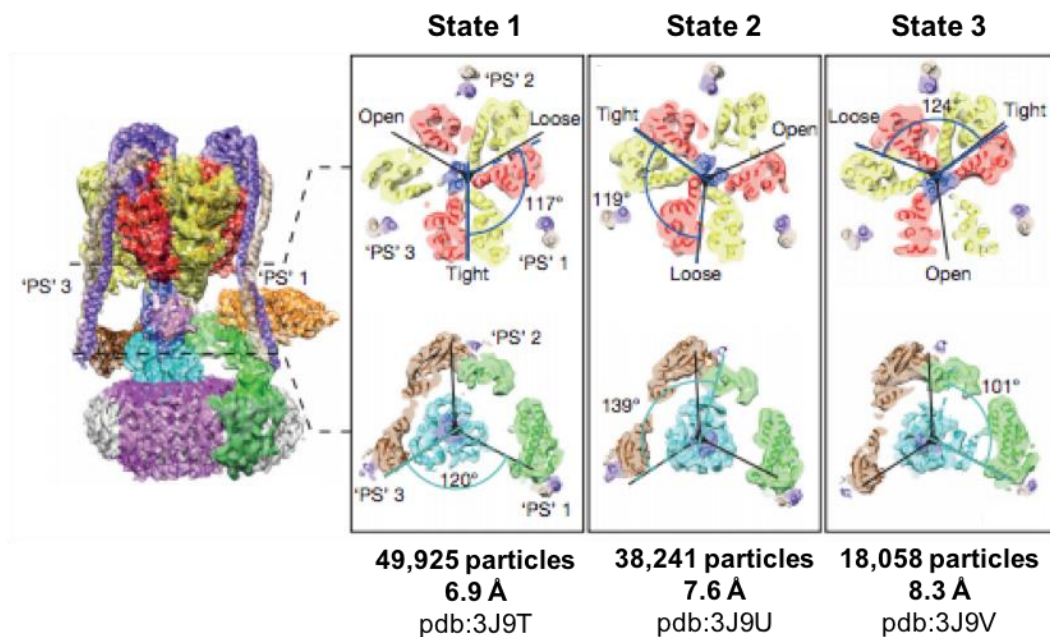 State 1
State 2
State 3
'PS' 2
Open
Loose
117°
'PS' 3
'PS' 1
Tight
Tight
Open
119°
Loose
Loose
124
Tight
Open
'PS' 3
'PS' 1
'PS' 2
120°
'PS' 3
'PS' 1
139°
101°
49,925 particles
6.9 Å
pdb:3J9T
38,241 particles
7.6 Å
pdb:3J9U
18,058 particles
8.3 Å
pdb:3J9V